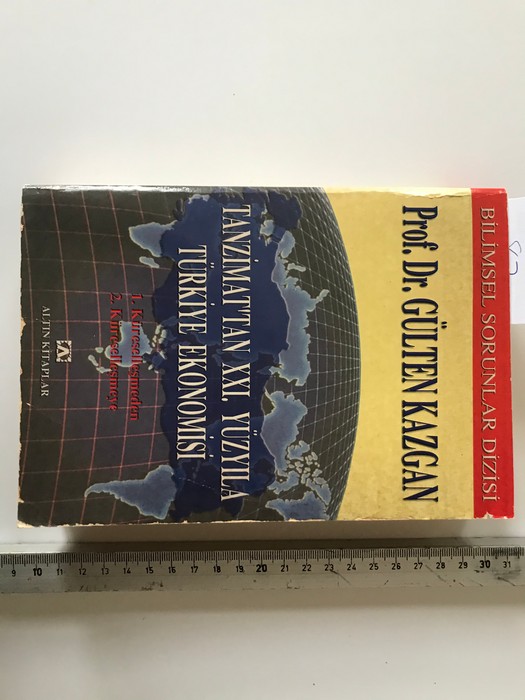 BİLİMSEL SORUNLAR DİZİSİ
Prof. Dr. GÜLTEN KAZGAN
TANZİMAT'TAN XXI. YÜZYILA
TÜRKİYE EKONOMİSİ
1. Küreselleşmeden
2. Küreselleşmeye
ALTIN KİTAPLAR
9 10 11 12 13 14 15 16 17 18 19 20 21 22 23 24 25 26 27 28 29 30 31